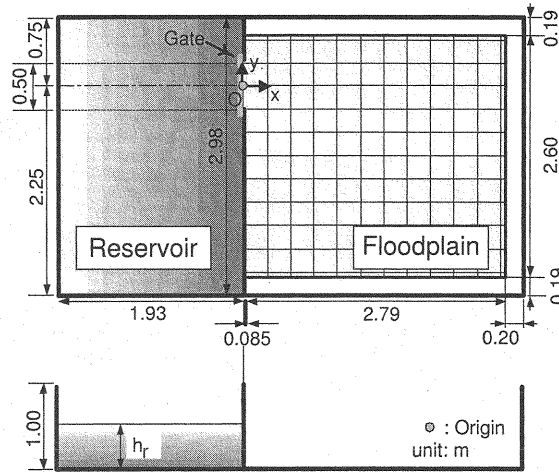 0.75
0.50
2.25
Gate
y
O
x
2.98
0.19
2.60
0.19
Reservoir
Floodplain
1.93
2.79
0.085
0.20
1.00
hr
: Origin
unit: m